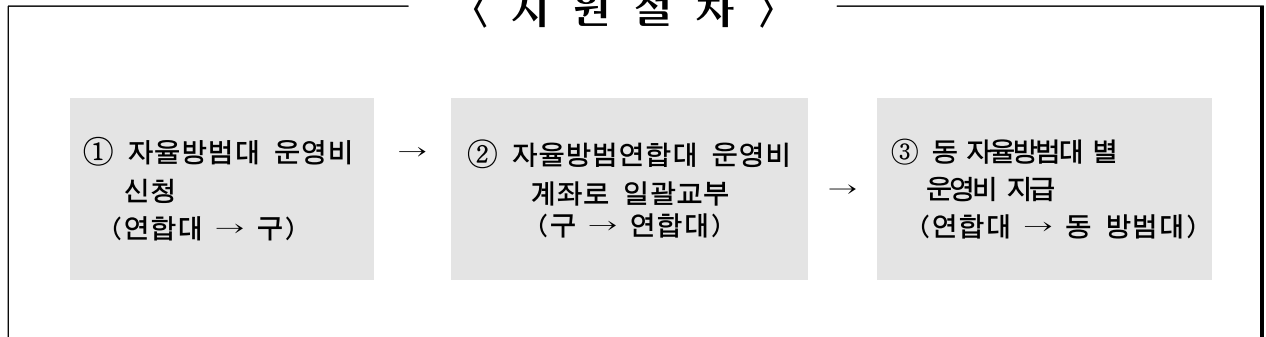 〈 지 원 절 차 〉
① 자율방범대 운영비
신청
(연합대 → 구)
→
② 자율방범연합대 운영비
계좌로 일괄교부
(구 → 연합대)
→
③ 동 자율방범대 별
운영비 지급
(연합대 → 동 방범대)